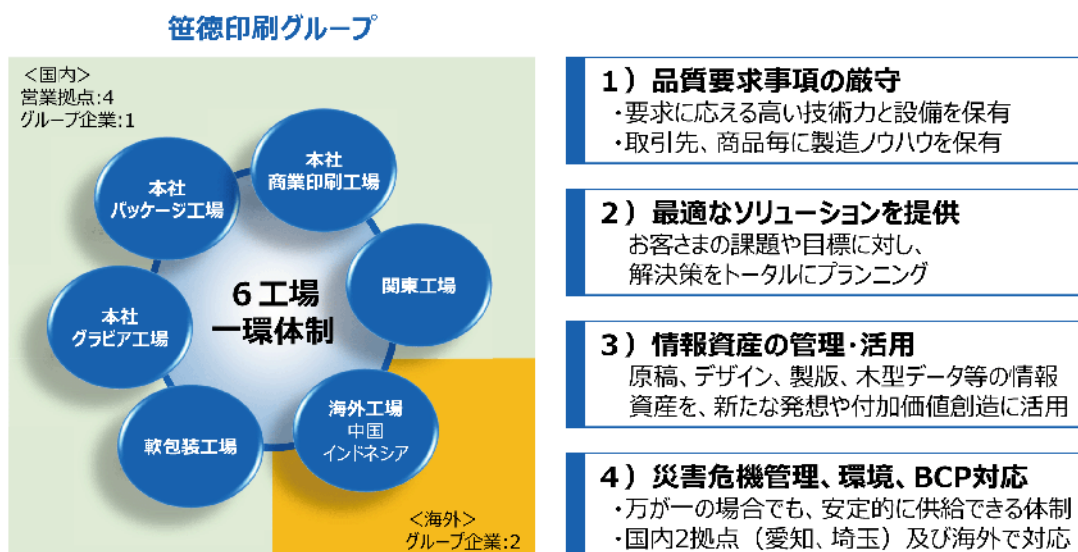 笹徳印刷グループ
<国内>
営業拠点:4
グループ企業:1
本社
商業印刷工場
本社
パッケージ工場
関東工場
6工場
一環体制
本社
グラビア工場
海外工場
中国
インドネシア
軟包装工場
<海外>
グループ企業:2
1）品質要求事項の厳守
・要求に応える高い技術力と設備を保有
・取引先、商品毎に製造ノウハウを保有
2）最適なソリューションを提供
お客さまの課題や目標に対し、
解決策をトータルにプランニング
3）情報資産の管理・活用
原稿、デザイン、製版、木型データ等の情報
資産を、新たな発想や付加価値創造に活用
4）災害危機管理、環境、BCP対応
・万が一の場合でも、安定的に供給できる体制
・国内2拠点（愛知、埼玉）及び海外で対応